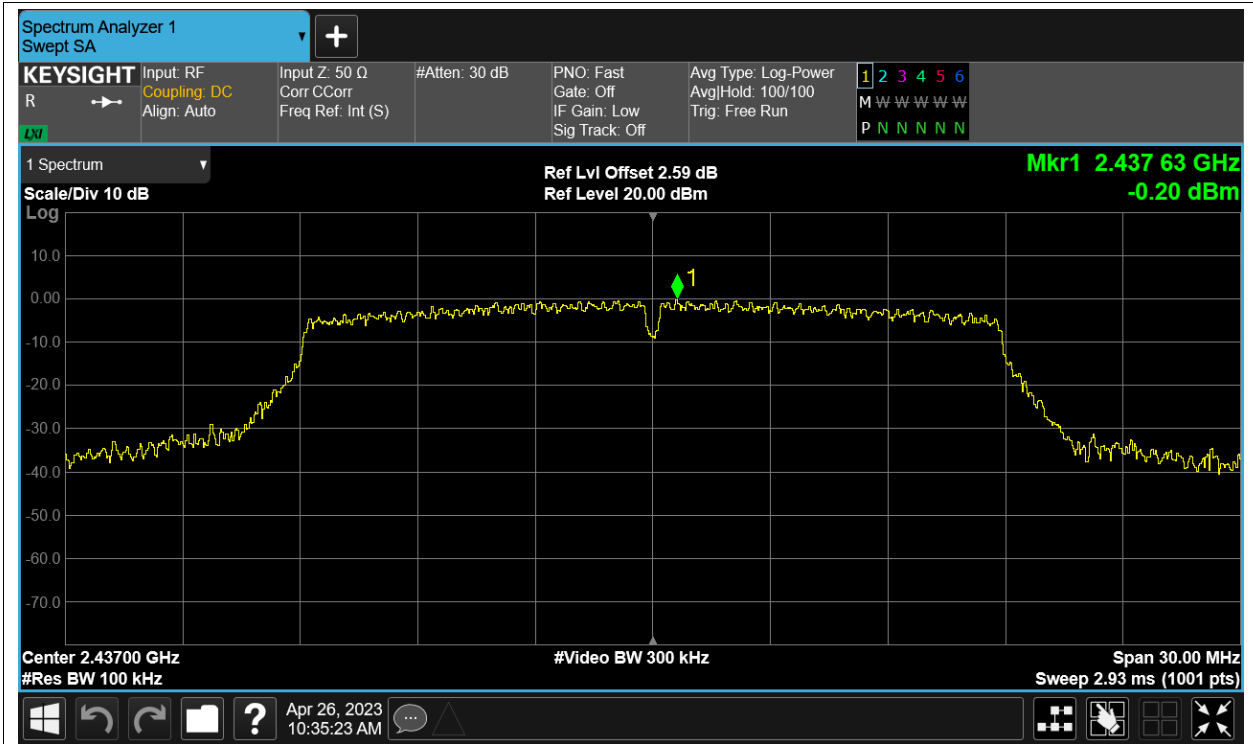 Spectrum Analyzer 1
Swept SA
+
KEYSIGHT
R
LXI
Input: RF
Coupling: DC
Align: Auto
Input Z: 50 Ω
Corr CCorr
Freq Ref: Int (S)
#Atten: 30 dB
PNO: Fast
Gate: Off
IF Gain: Low
Sig Track: Off
Avg Type: Log-Power
Avg|Hold: 100/100
Trig: Free Run
1 2 3 4 5 6
M W W W W W
P N N N N N
1 Spectrum
Scale/Div 10 dB
Ref Lvl Offset 2.59 dB
Ref Level 20.00 dBm
Mkr1 2.437 63 GHz
-0.20 dBm
Log
10.0
0.00
-10.0
-20.0
-30.0
-40.0
-50.0
-60.0
-70.0
1
Center 2.43700 GHz
#Res BW 100 kHz
#Video BW 300 kHz
Span 30.00 MHz
Sweep 2.93 ms (1001 pts)
?
Apr 26, 2023
10:35:23 AM